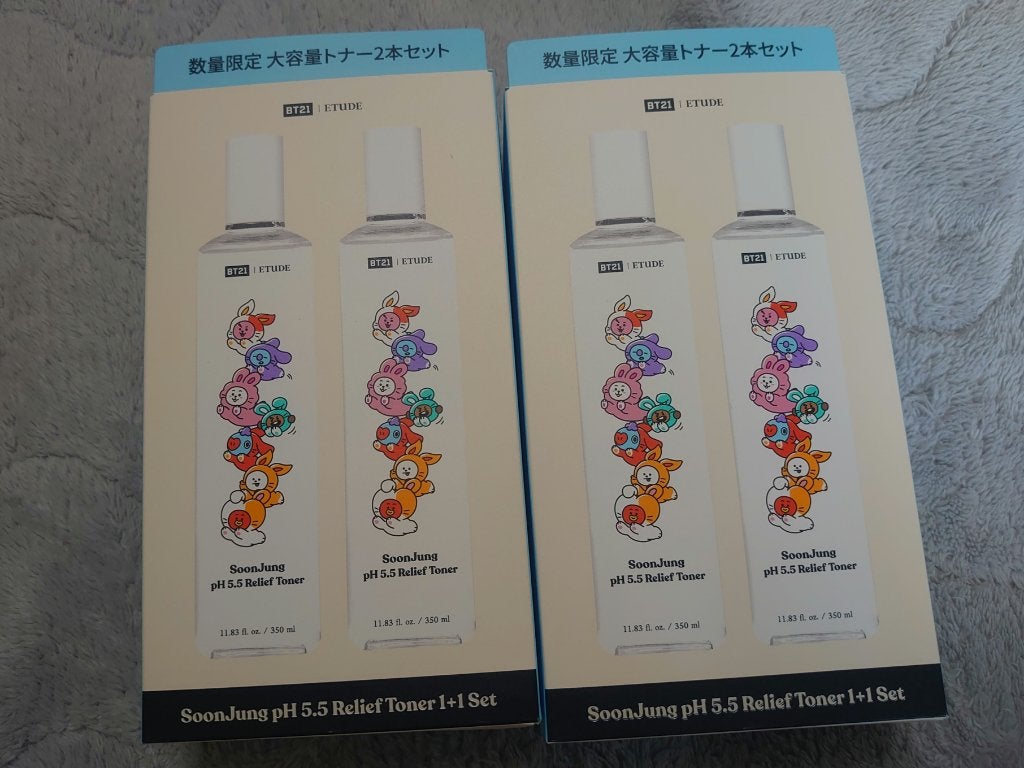 数量限定 大容量トナー2本セット
BT21 | ETUDE
BT21 | ETUDE
SoonJung
pH 5.5 Relief Toner
11.83 fl. oz. / 350 ml
BT21 | ETUDE
SoonJung
pH 5.5 Relief Toner
11.83 fl. oz. / 350 ml
SoonJung pH 5.5 Relief Toner 1+1 Set
数量限定 大容量トナー2本セット
BT21 | ETUDE
BT21 | ETUDE
SoonJung
pH 5.5 Relief Toner
11.83 fl. oz. / 350 ml
BT21 | ETUDE
SoonJung
pH 5.5 Relief Toner
11.83 fl. oz. / 350 ml
SoonJung pH 5.5 Relief Toner 1+1 Set